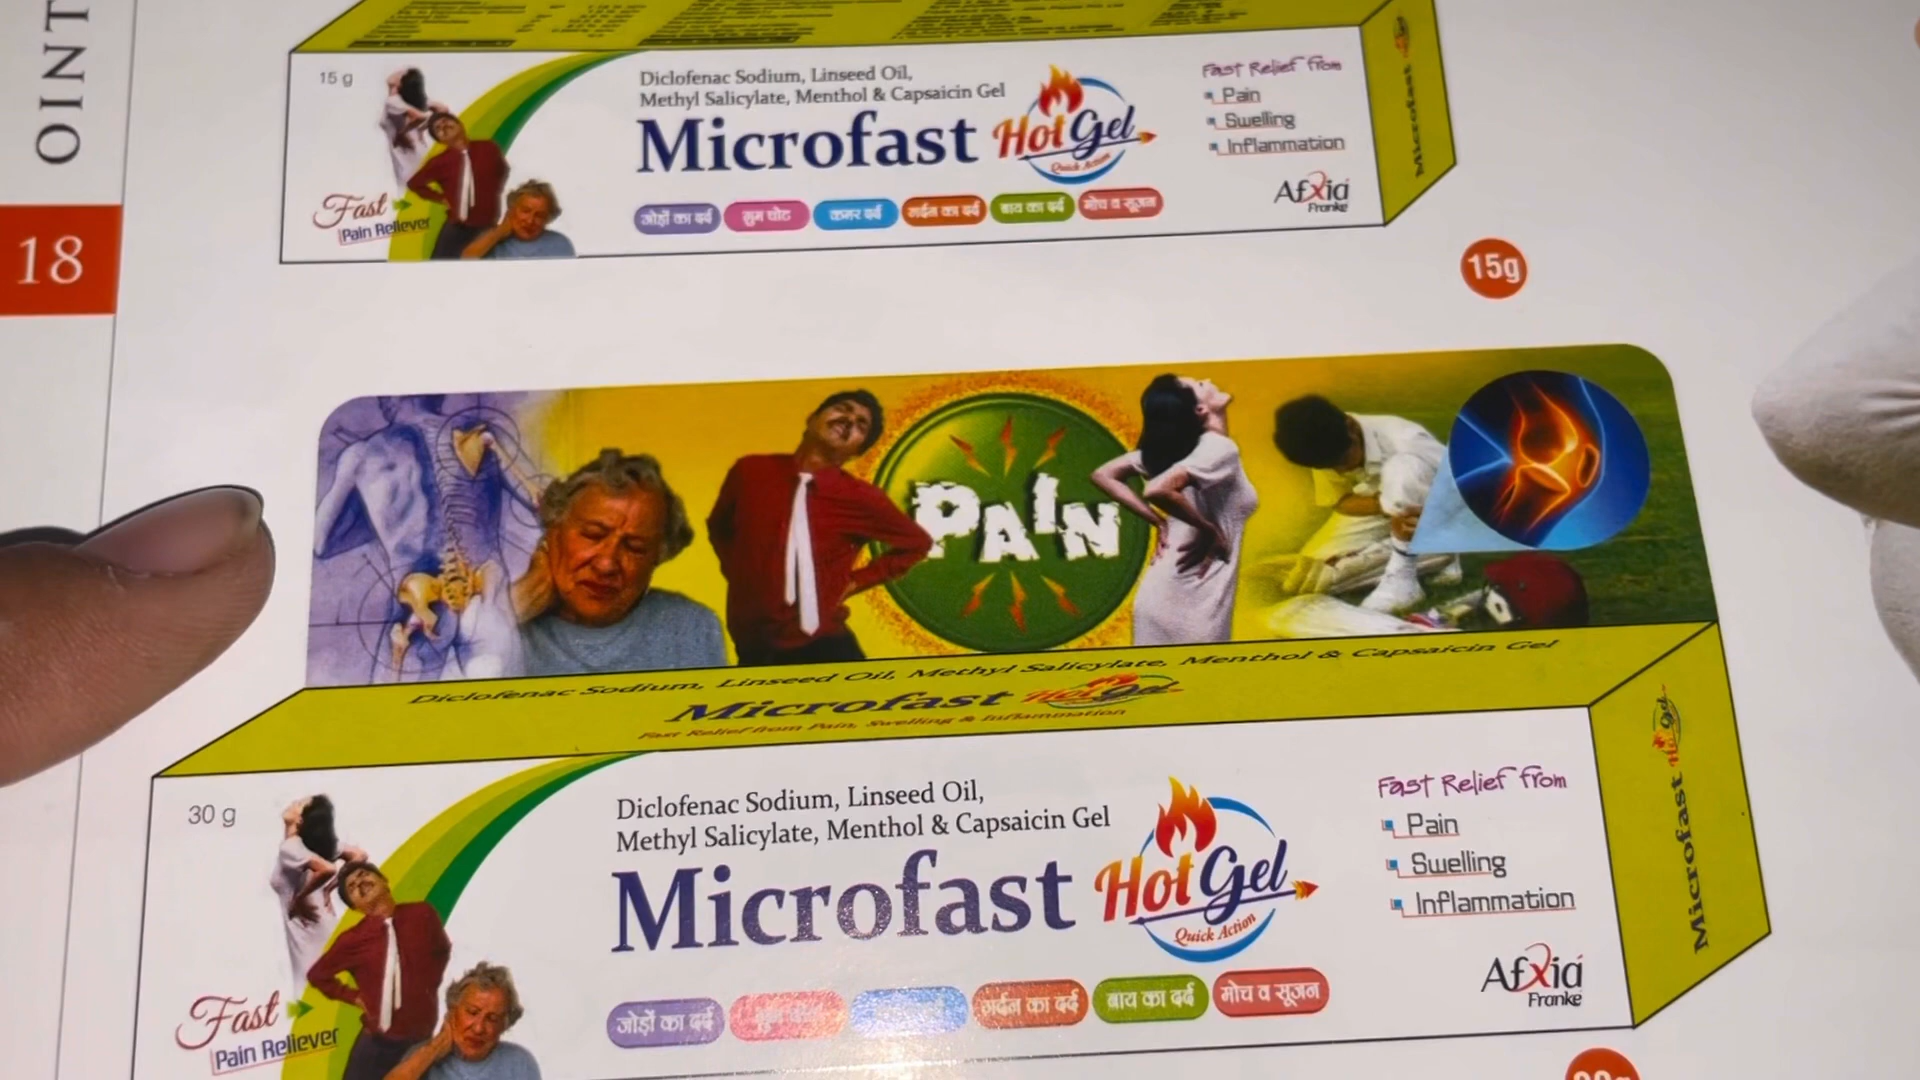 OINT
18
15 g
Diclofenac Sodium, Linseed Oil,
Methyl Salicylate, Menthol & Capsaicin Gel
Microfast Hot Gel
Quick Action
Fast Relief from
Pain
Swelling
Inflammation
Afxia
Franke
Fast
Pain Reliever
जोड़ों का दर्द
गुम चोट
कमर दर्द
गर्दन का दर्द
बाय का दर्द
मोच व सूजन
Microfast
15g
PAIN
Diclofenac Sodium, Linseed Oil, Methyl Salicylate, Menthol & Capsaicin Gel
Microfast Hot Gel
Fast Relief from Pain, Swelling & Inflammation
30 g
Diclofenac Sodium, Linseed Oil,
Methyl Salicylate, Menthol & Capsaicin Gel
Microfast Hot Gel
Quick Action
Fast Relief from
Pain
Swelling
Inflammation
Afxia
Franke
Fast
Pain Reliever
जोड़ों का दर्द
गर्दन का दर्द
बाय का दर्द
मोच व सूजन
Microfast Hot Gel